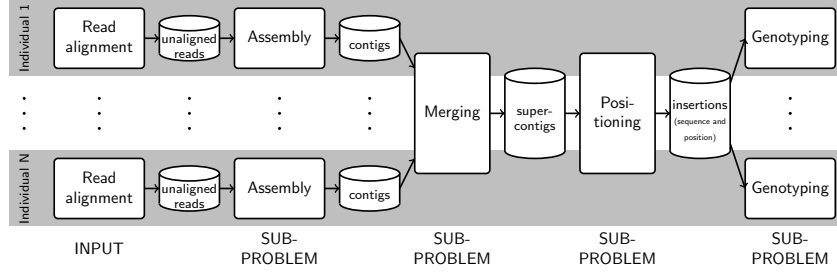 Individual 1
Read
alignment
unaligned
reads
Assembly
contigs
Genotyping
Merging
super-
contigs
Posi-
tioning
insertions
(sequence and
position)
Individual N
Read
alignment
unaligned
reads
Assembly
contigs
Genotyping
INPUT
SUB-
PROBLEM
SUB-
PROBLEM
SUB-
PROBLEM
SUB-
PROBLEM